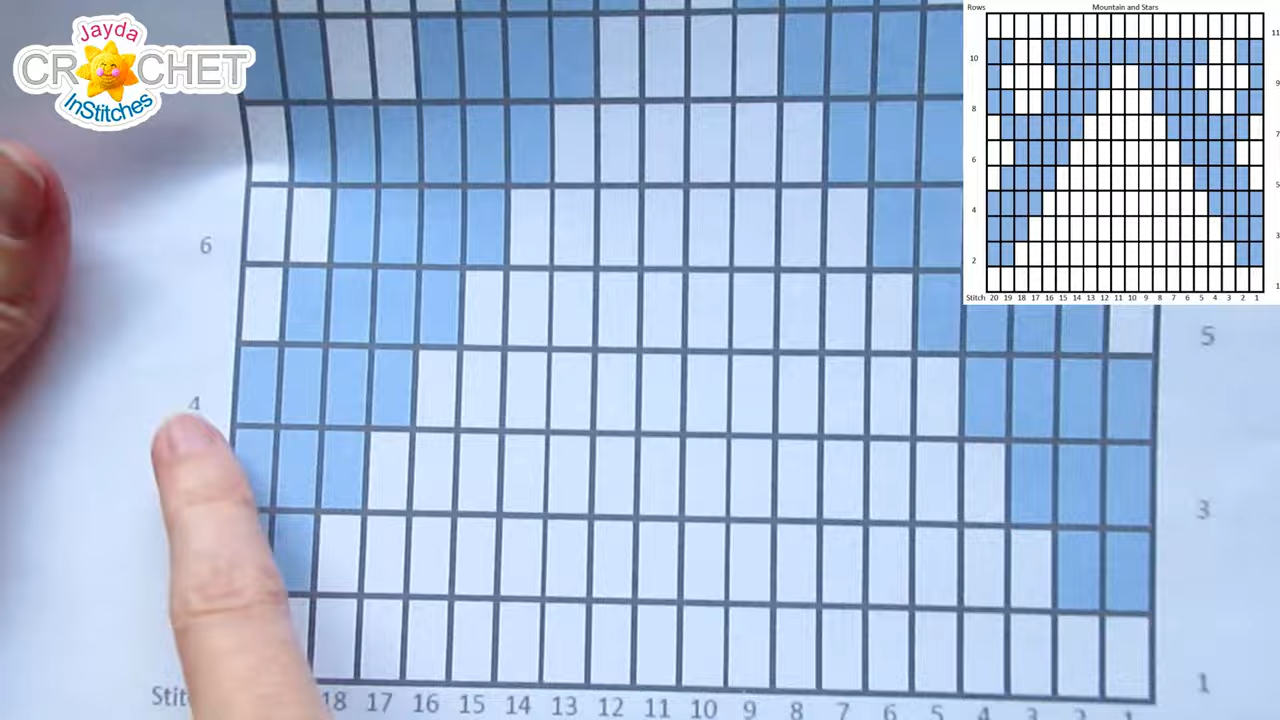 Jayda
CROCHET
InStitches
6
4
5
3
1
18 17 16 15 14 13 12 11 10 9 8 7 6 5 4 3 2 1
Rows Mountain and Stars
11
10
9
8
7
6
5
4
3
2
1
Stitch 20 19 18 17 16 15 14 13 12 11 10 9 8 7 6 5 4 3 2 1